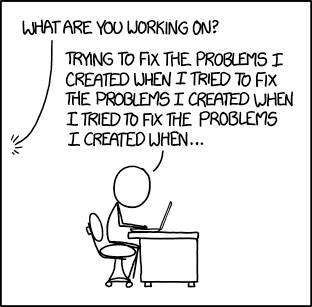 WHAT ARE YOU WORKING ON?
TRYING TO FIX THE PROBLEMS I
CREATED WHEN I TRIED TO FIX
THE PROBLEMS I CREATED WHEN
I TRIED TO FIX THE PROBLEMS
I CREATED WHEN...